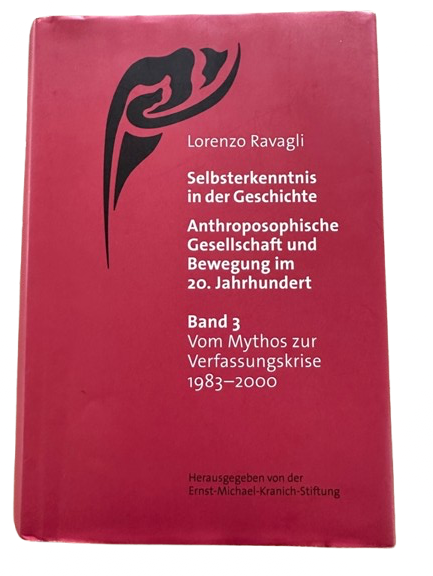 Lorenzo Ravagli
Selbsterkenntnis
in der Geschichte
Anthroposophische
Gesellschaft und
Bewegung im
20. Jahrhundert
Band 3
Vom Mythos zur
Verfassungskrise
1983–2000
Herausgegeben von der
Ernst-Michael-Kranich-Stiftung